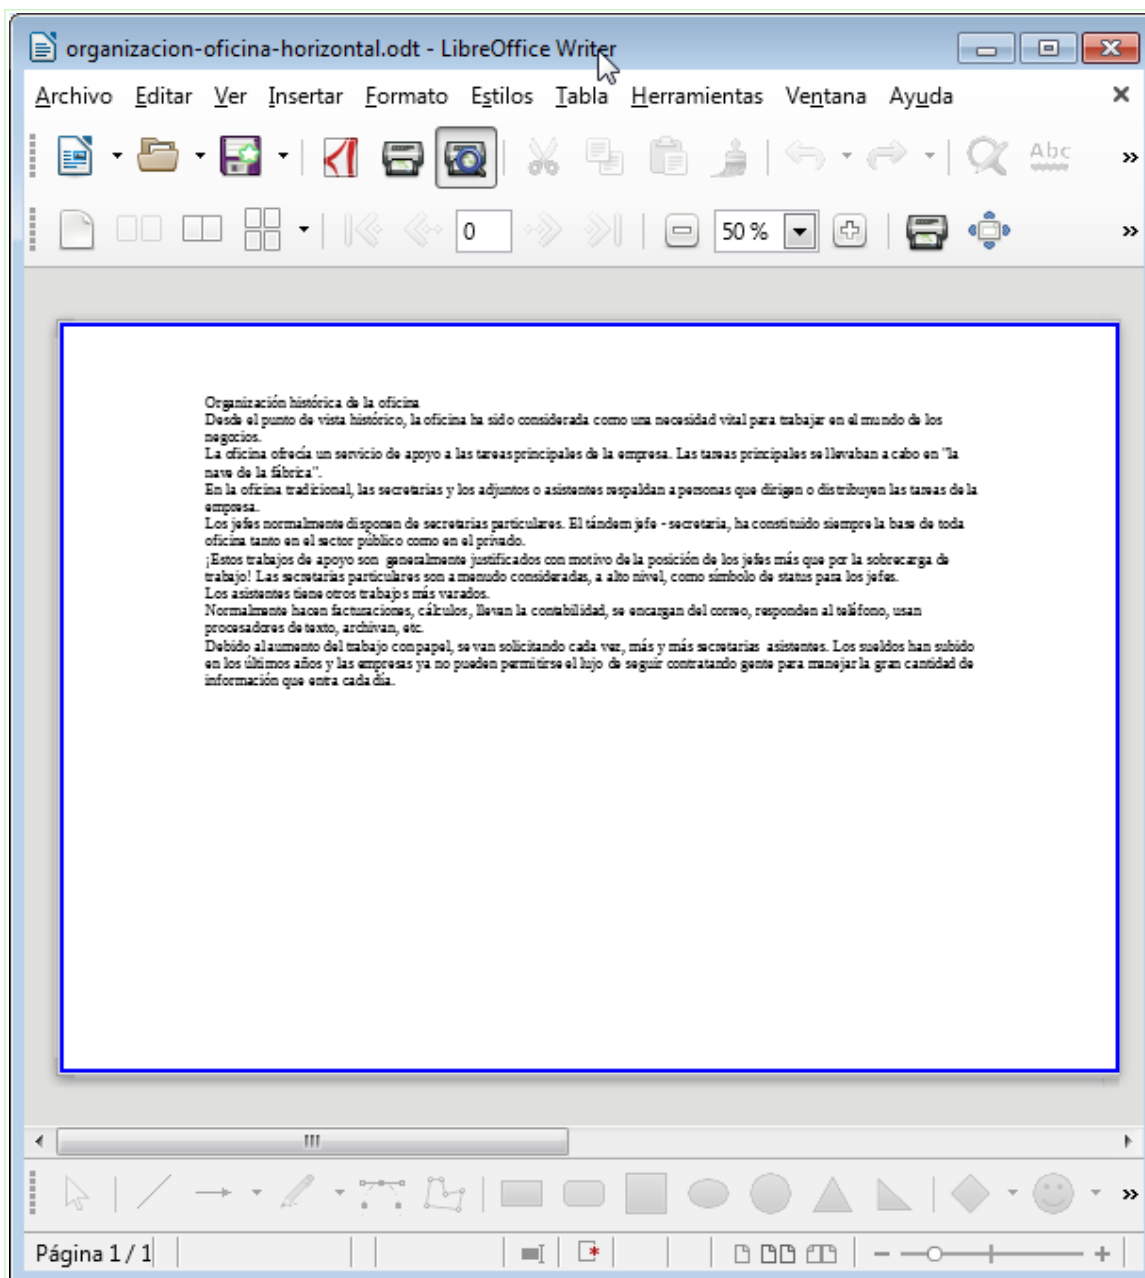 organizacion-oficina-horizontal.odt - LibreOffice Writer
Archivo Editar Ver Insertar Formato Estilos Tabla Herramientas Ventana Ayuda
Abc
0 50 %
Organización histórica de la oficina
Desde el punto de vista histórico, la oficina ha sido considerada como una necesidad vital para trabajar en el mundo de los
negocios.
La oficina ofrecía un servicio de apoyo a las tareas principales de la empresa. Las tareas principales se llevaban a cabo en "la
nave de la fábrica".
En la oficina tradicional, las secretarias y los adjuntos o asistentes respaldan a personas que dirigen o distribuyen las tareas de la
empresa.
Los jefes normalmente disponen de secretarias particulares. El tándem jefe - secretaria, ha constituido siempre la base de toda
oficina tanto en el sector público como en el privado.
¡Estos trabajos de apoyo son generalmente justificados con motivo de la posición de los jefes más que por la sobrecarga de
trabajo! Las secretarias particulares son a menudo consideradas, a alto nivel, como símbolo de status para los jefes.
Los asistentes tiene otros trabajos más varados.
Normalmente hacen facturaciones, cálculos, llevan la contabilidad, se encargan del correo, responden al teléfono, usan
procesadores de texto, archivan, etc.
Debido al aumento del trabajo con papel, se van solicitando cada vez, más y más secretarias asistentes. Los sueldos han subido
en los últimos años y las empresas ya no pueden permitirse el lujo de seguir contratando gente para manejar la gran cantidad de
información que entra cada día.
Página 1 / 1